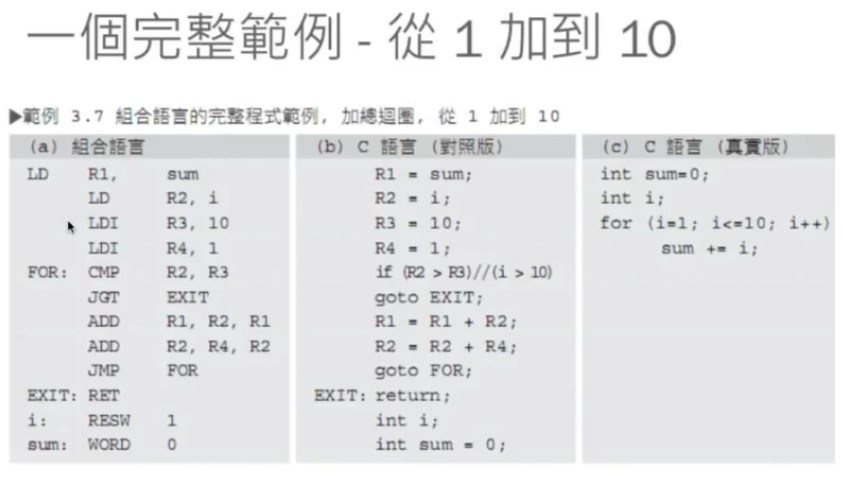 一個完整範例 - 從 1 加到 10
▶範例 3.7 組合語言的完整程式範例, 加總迴圈, 從 1 加到 10
(a) 組合語言
LD R1, sum
LD R2, i
LDI R3, 10
LDI R4, 1
FOR: CMP R2, R3
JGT EXIT
ADD R1, R2, R1
ADD R2, R4, R2
JMP FOR
EXIT: RET
i: RESW 1
sum: WORD 0
(b) C 語言 (對照版)
R1 = sum;
R2 = i;
R3 = 10;
R4 = 1;
if (R2 > R3)//(i > 10)
goto EXIT;
R1 = R1 + R2;
R2 = R2 + R4;
goto FOR;
EXIT: return;
int i;
int sum = 0;
(c) C 語言 (真實版)
int sum=0;
int i;
for (i=1; i<=10; i++)
sum += i;